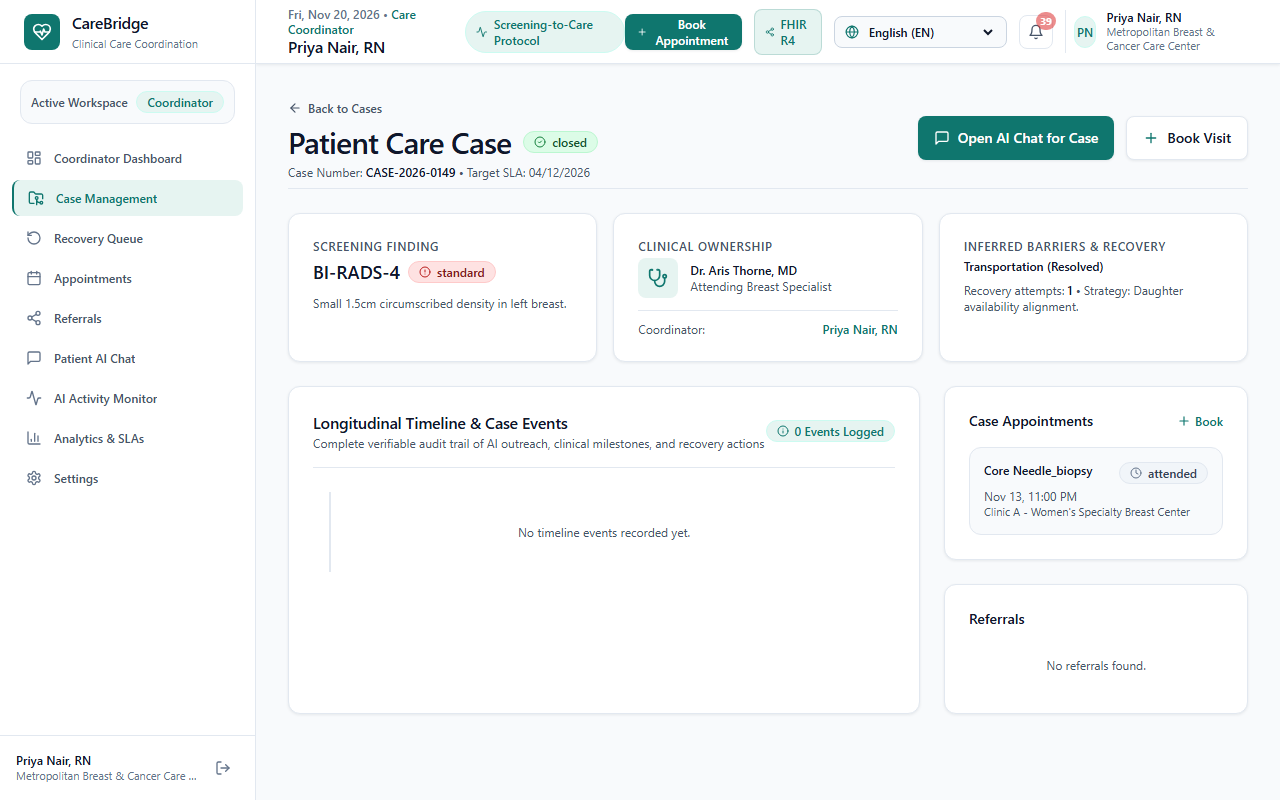 CareBridge
Clinical Care Coordination
Fri, Nov 20, 2026 • Care Coordinator
Priya Nair, RN
Screening-to-Care Protocol
Book Appointment
FHIR R4
English (EN)
39
PN
Priya Nair, RN
Metropolitan Breast & Cancer Care Center
Active Workspace
Coordinator
Coordinator Dashboard
Case Management
Recovery Queue
Appointments
Referrals
Patient AI Chat
AI Activity Monitor
Analytics & SLAs
Settings
Priya Nair, RN
Metropolitan Breast & Cancer Care ...
Back to Cases
Patient Care Case
closed
Case Number: CASE-2026-0149 • Target SLA: 04/12/2026
Open AI Chat for Case
Book Visit
SCREENING FINDING
BI-RADS-4
standard
Small 1.5cm circumscribed density in left breast.
CLINICAL OWNERSHIP
Dr. Aris Thorne, MD
Attending Breast Specialist
Coordinator:
Priya Nair, RN
INFERRED BARRIERS & RECOVERY
Transportation (Resolved)
Recovery attempts: 1 • Strategy: Daughter
availability alignment.
Longitudinal Timeline & Case Events
Complete verifiable audit trail of AI outreach, clinical milestones, and recovery actions
0 Events Logged
No timeline events recorded yet.
Case Appointments
Book
Core Needle_biopsy
attended
Nov 13, 11:00 PM
Clinic A - Women's Specialty Breast Center
Referrals
No referrals found.